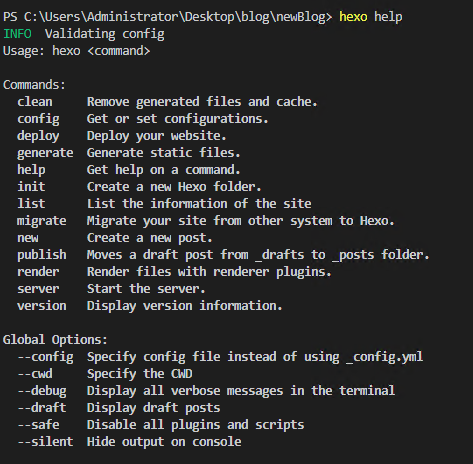 PS C:\Users\Administrator\Desktop\blog\newBlog> hexo help
INFO  Validating config
Usage: hexo <command>

Commands:
  clean     Remove generated files and cache.
  config    Get or set configurations.
  deploy    Deploy your website.
  generate  Generate static files.
  help      Get help on a command.
  init      Create a new Hexo folder.
  list      List the information of the site
  migrate   Migrate your site from other system to Hexo.
  new       Create a new post.
  publish   Moves a draft post from _drafts to _posts folder.
  render    Render files with renderer plugins.
  server    Start the server.
  version   Display version information.

Global Options:
  --config  Specify config file instead of using _config.yml
  --cwd     Specify the CWD
  --debug   Display all verbose messages in the terminal
  --draft   Display draft posts
  --safe    Disable all plugins and scripts
  --silent  Hide output on console